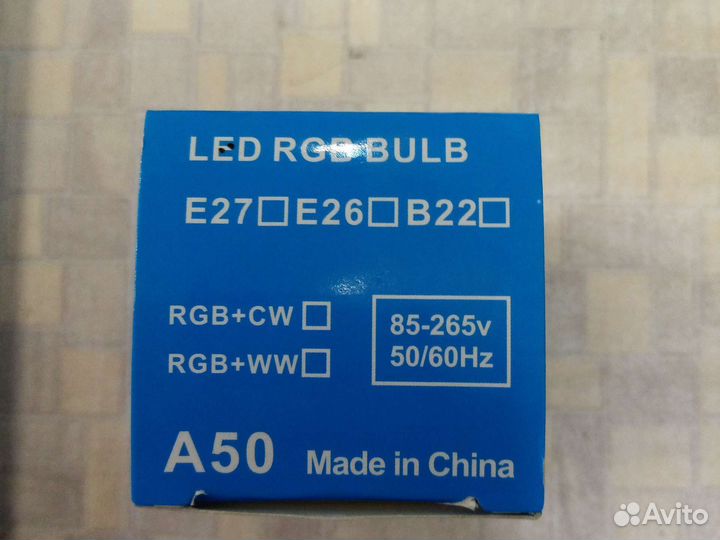 LED RGB BULB
E27☐ E26☐ B22☐
RGB+CW ☐
RGB+WW☐
85-265v
50/60Hz
A50 Made in China
Avito